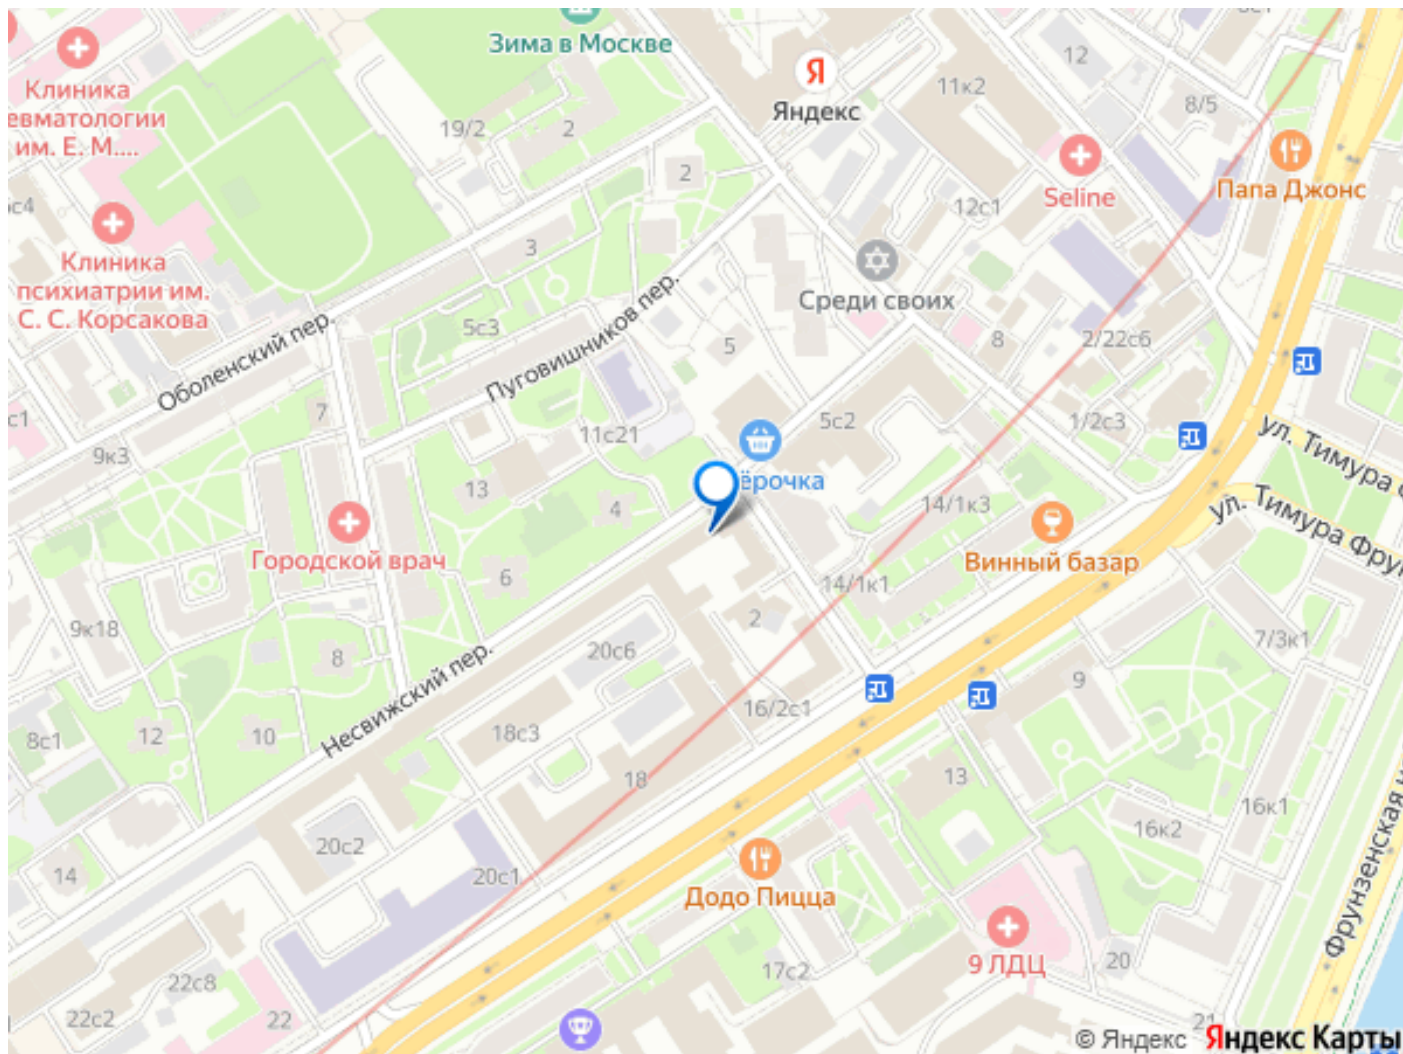 Зима в Москве
Клиника
евматологии
им. Е. М....
Яндекс
11к2
12
8/5
19/2
2
2
Seline
Папа Джонс
12с1
Клиника
психиатрии им.
С. С. Корсакова
3
Среди своих
Оболенский пер.
5с3
Пуговишников пер.
5
8
2/22с6
7
11с21
5с2
1/2с3
ул. Тимура
9к3
13
4
ёрочка
14/1к3
ул. Тимура Фрун
Городской врач
6
Винный базар
14/1к1
9к18
8
20с6
2
7/3к1
Несвижский пер.
9
8с1
12
10
18с3
16/2с1
18
13
16к1
16к2
20с2
14
20с1
Додо Пицца
Фрунзенская
9 ЛДЦ
20
17с2
22с8
22с2
22
21
© Яндекс Яндекс Карты